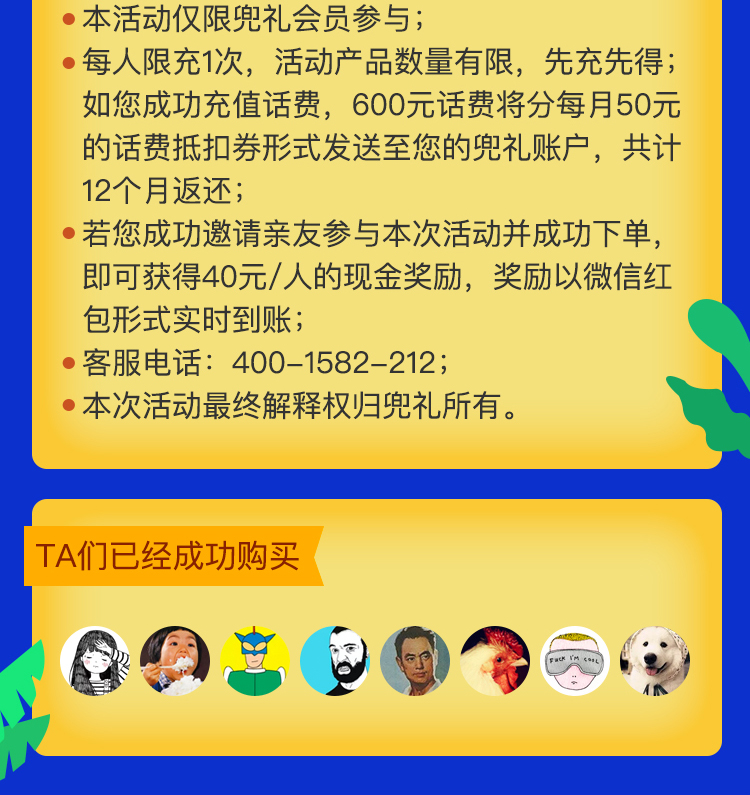 本活动仅限兜礼会员参与；
每人限充1次，活动产品数量有限，先充先得；
如您成功充值话费，600元话费将分每月50元
的话费抵扣券形式发送至您的兜礼账户，共计
12个月返还；
若您成功邀请亲友参与本次活动并成功下单，
即可获得40元/人的现金奖励，奖励以微信红
包形式实时到账；
客服电话：400-1582-212；
本次活动最终解释权归兜礼所有。
TA们已经成功购买
FUCK I'M COOL